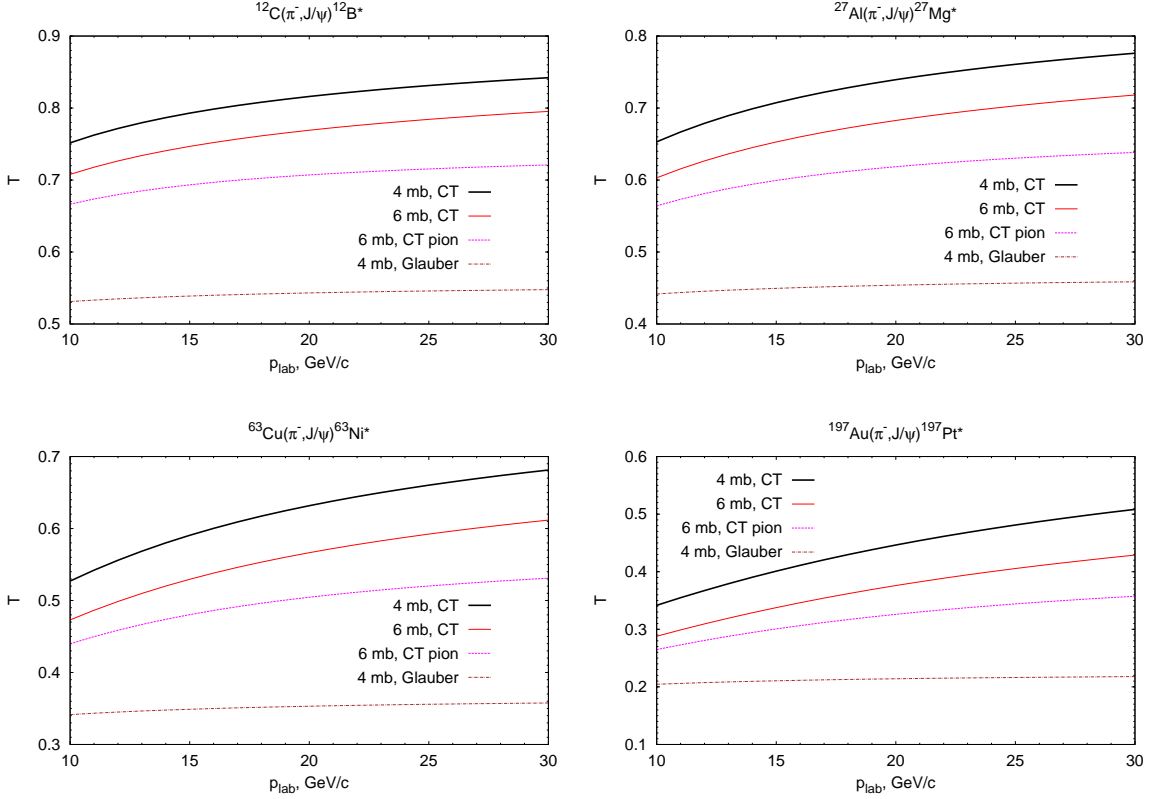 ¹²C(π⁻,J/ψ)¹²B*
T
0.9
0.8
0.7
0.6
0.5
4 mb, CT
6 mb, CT
6 mb, CT pion
4 mb, Glauber
10 15 20 25 30
p_lab, GeV/c
²⁷Al(π⁻,J/ψ)²⁷Mg*
T
0.8
0.7
0.6
0.5
0.4
4 mb, CT
6 mb, CT
6 mb, CT pion
4 mb, Glauber
10 15 20 25 30
p_lab, GeV/c
⁶³Cu(π⁻,J/ψ)⁶³Ni*
T
0.7
0.6
0.5
0.4
0.3
4 mb, CT
6 mb, CT
6 mb, CT pion
4 mb, Glauber
10 15 20 25 30
p_lab, GeV/c
¹⁹⁷Au(π⁻,J/ψ)¹⁹⁷Pt*
T
0.6
0.5
0.4
0.3
0.2
0.1
4 mb, CT
6 mb, CT
6 mb, CT pion
4 mb, Glauber
10 15 20 25 30
p_lab, GeV/c